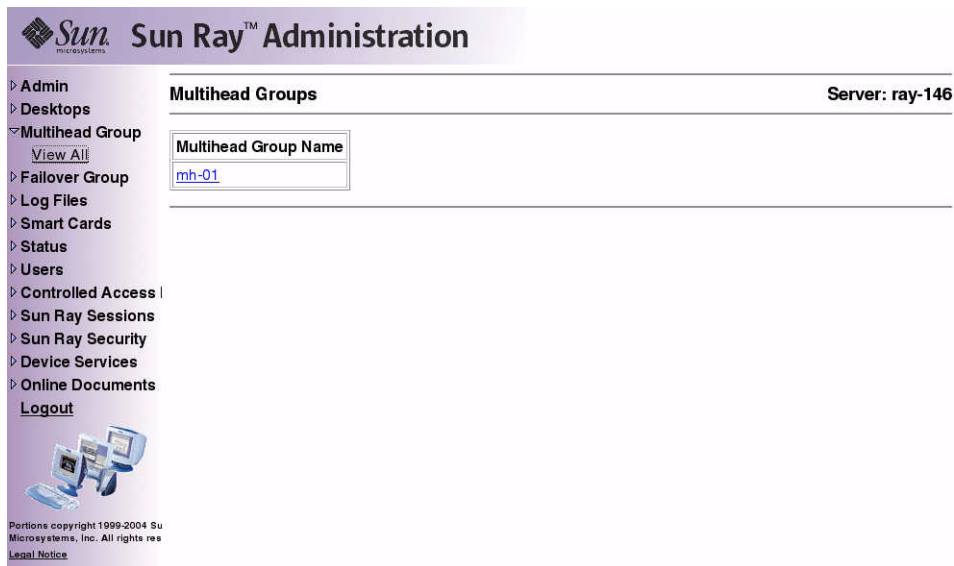 Sun microsystems
Sun Ray™ Administration
Admin
Desktops
Multihead Group
View All
Failover Group
Log Files
Smart Cards
Status
Users
Controlled Access
Sun Ray Sessions
Sun Ray Security
Device Services
Online Documents
Logout
Portions copyright 1999-2004 Su
Microsystems, Inc. All rights res
Legal Notice
Multihead Groups
Server: ray-146
Multihead Group Name
mh-01